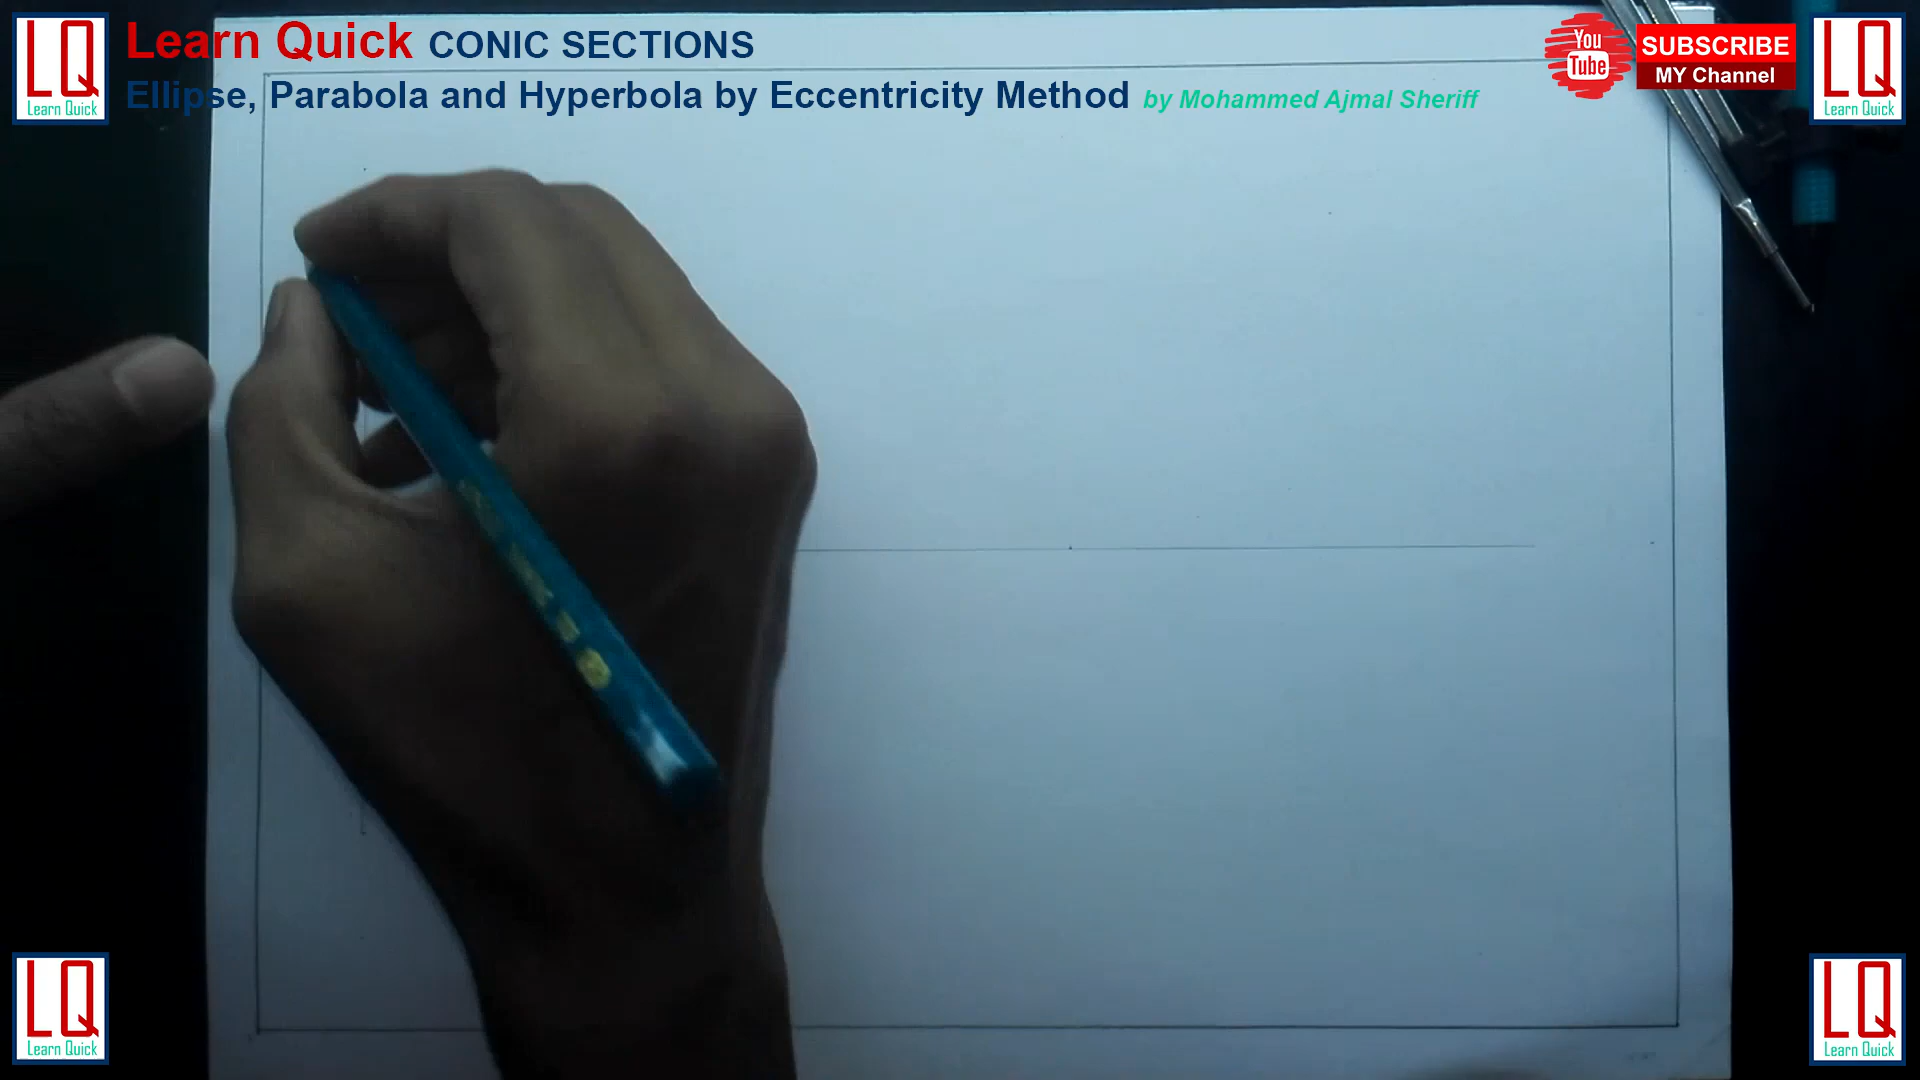 LQ
Learn Quick
Learn Quick CONIC SECTIONS
Ellipse, Parabola and Hyperbola by Eccentricity Method by Mohammed Ajmal Sheriff
You
Tube
SUBSCRIBE
MY Channel
LQ
Learn Quick
LQ
Learn Quick
LQ
Learn Quick